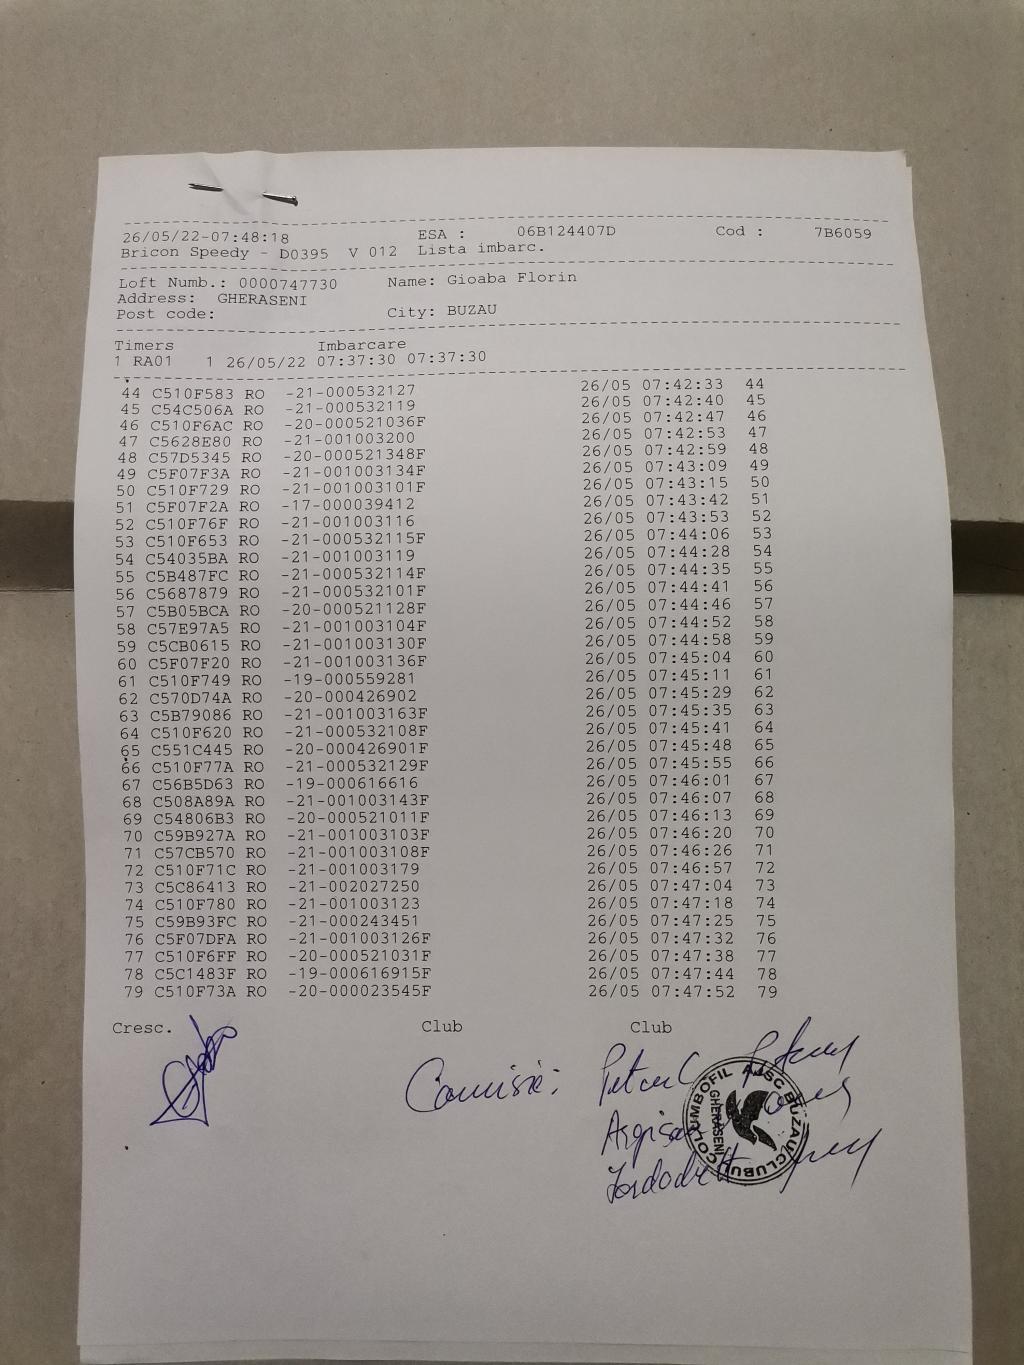 26/05/22-07:48:18 ESA : 06B124407D Cod : 7B6059
Bricon Speedy - D0395 V 012 Lista imbarc.
Loft Numb.: 0000747730 Name: Gioaba Florin
Address: GHERASENI
Post code: City: BUZAU
Timers Imbarcare
1 RA01 1 26/05/22 07:37:30 07:37:30
44 C510F583 RO -21-000532127 26/05 07:42:33 44
45 C54C506A RO -21-000532119 26/05 07:42:40 45
46 C510F6AC RO -20-000521036F 26/05 07:42:47 46
47 C5628E80 RO -21-001003200 26/05 07:42:53 47
48 C57D5345 RO -20-000521348F 26/05 07:42:59 48
49 C5F07F3A RO -21-001003134F 26/05 07:43:09 49
50 C510F729 RO -21-001003101F 26/05 07:43:15 50
51 C5F07F2A RO -17-000039412 26/05 07:43:42 51
52 C510F76F RO -21-001003116 26/05 07:43:53 52
53 C510F653 RO -21-000532115F 26/05 07:44:06 53
54 C54035BA RO -21-001003119 26/05 07:44:28 54
55 C5B487FC RO -21-000532114F 26/05 07:44:35 55
56 C5687879 RO -21-000532101F 26/05 07:44:41 56
57 C5B05BCA RO -20-000521128F 26/05 07:44:46 57
58 C57E97A5 RO -21-001003104F 26/05 07:44:52 58
59 C5CB0615 RO -21-001003130F 26/05 07:44:58 59
60 C5F07F20 RO -21-001003136F 26/05 07:45:04 60
61 C510F749 RO -19-000559281 26/05 07:45:11 61
62 C570D74A RO -20-000426902 26/05 07:45:29 62
63 C5B79086 RO -21-001003163F 26/05 07:45:35 63
64 C510F620 RO -21-000532108F 26/05 07:45:41 64
65 C551C445 RO -20-000426901F 26/05 07:45:48 65
66 C510F77A RO -21-000532129F 26/05 07:45:55 66
67 C56B5D63 RO -19-000616616 26/05 07:46:01 67
68 C508A89A RO -21-001003143F 26/05 07:46:07 68
69 C54806B3 RO -20-000521011F 26/05 07:46:13 69
70 C59B927A RO -21-001003103F 26/05 07:46:20 70
71 C57CB570 RO -21-001003108F 26/05 07:46:26 71
72 C510F71C RO -21-001003179 26/05 07:46:57 72
73 C5C86413 RO -21-002027250 26/05 07:47:04 73
74 C510F780 RO -21-001003123 26/05 07:47:18 74
75 C59B93FC RO -21-000243451 26/05 07:47:25 75
76 C5F07DFA RO -21-001003126F 26/05 07:47:32 76
77 C510F6FF RO -20-000521031F 26/05 07:47:38 77
78 C5C1483F RO -19-000616915F 26/05 07:47:44 78
79 C510F73A RO -20-000023545F 26/05 07:47:52 79
Cresc. Club Club
Comisie:
COLUMBOFIL AJSC BUZAU CLUBUL
GHERASENI